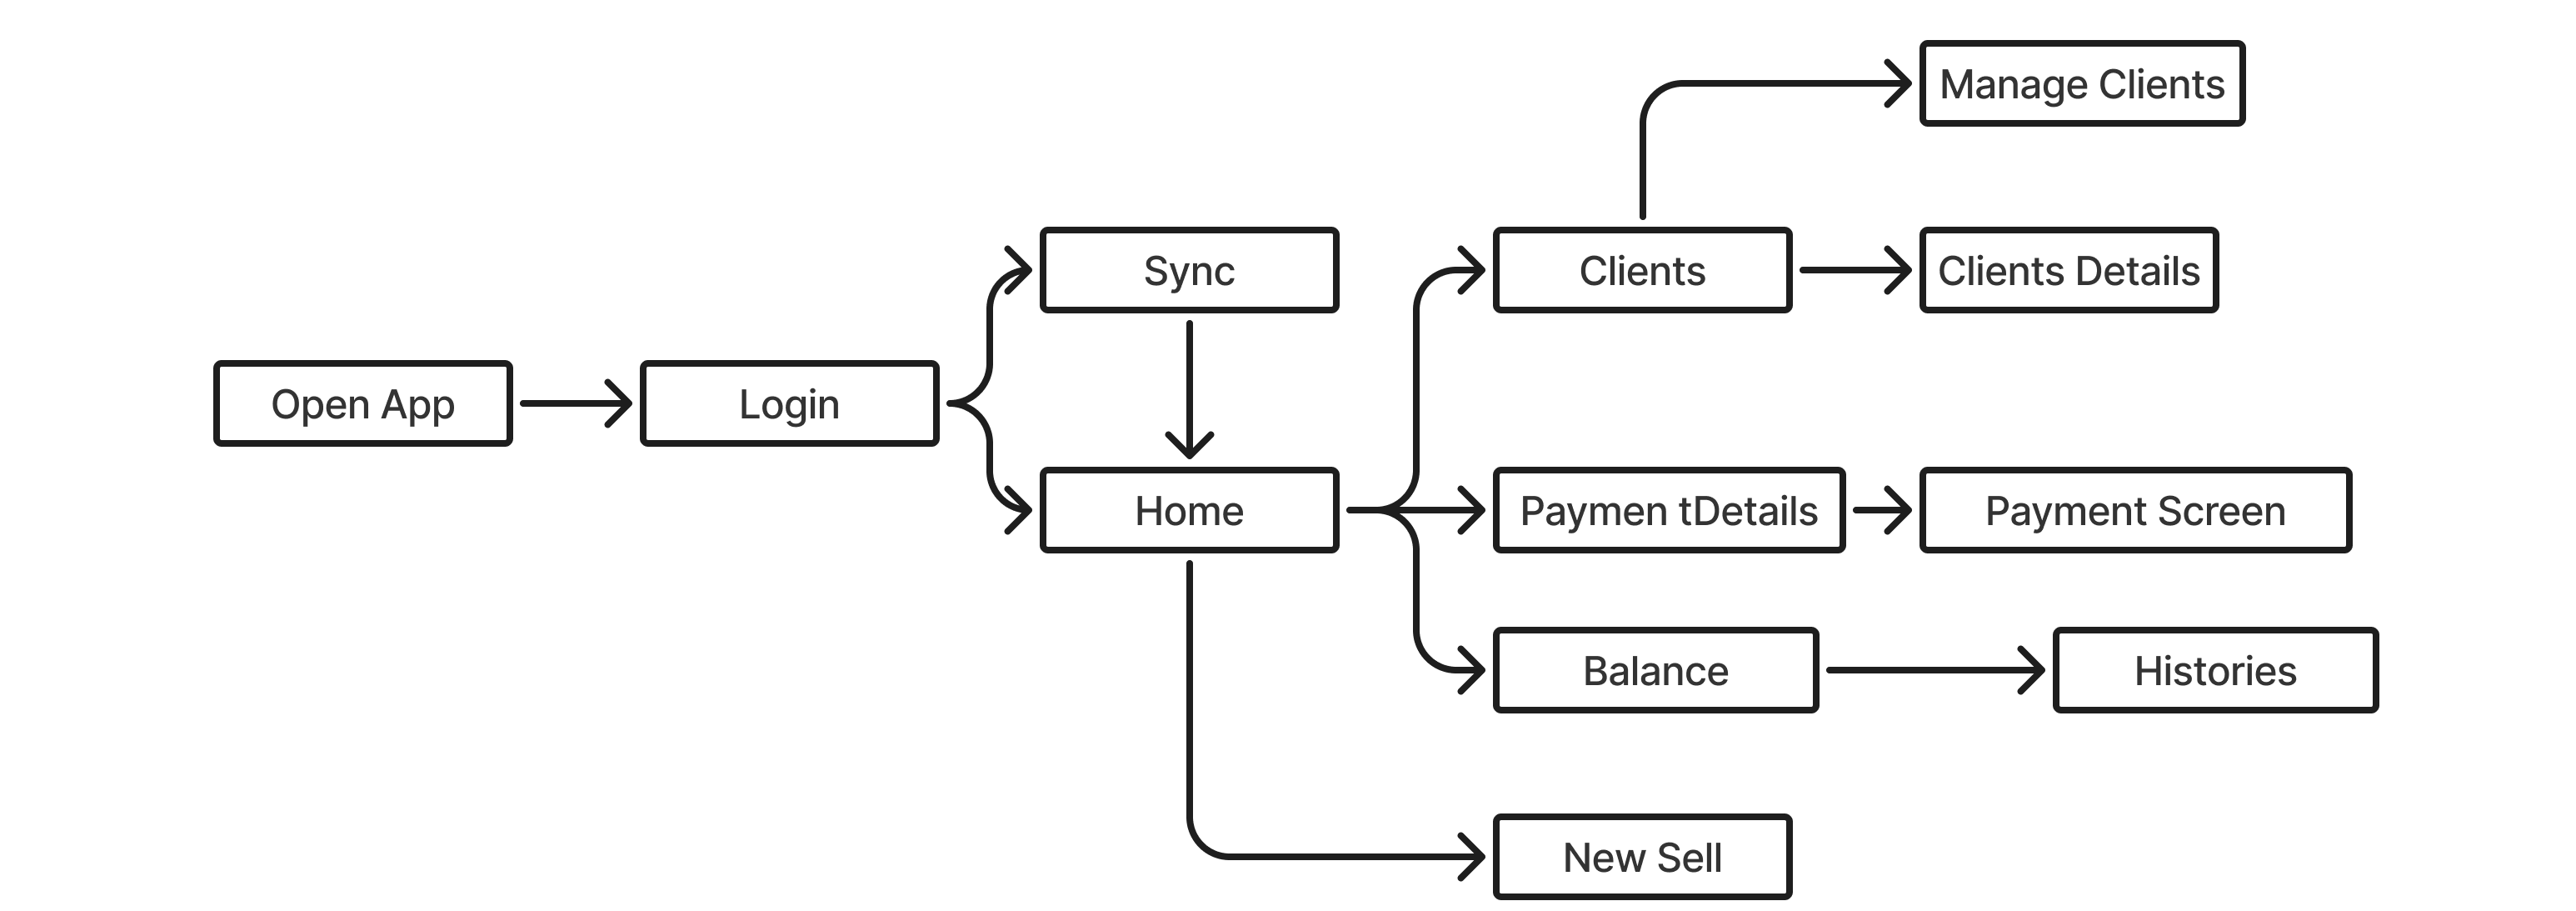 Manage Clients
Sync
Clients
Clients Details
Open App
Login
Home
Paymen tDetails
Payment Screen
Balance
Histories
New Sell